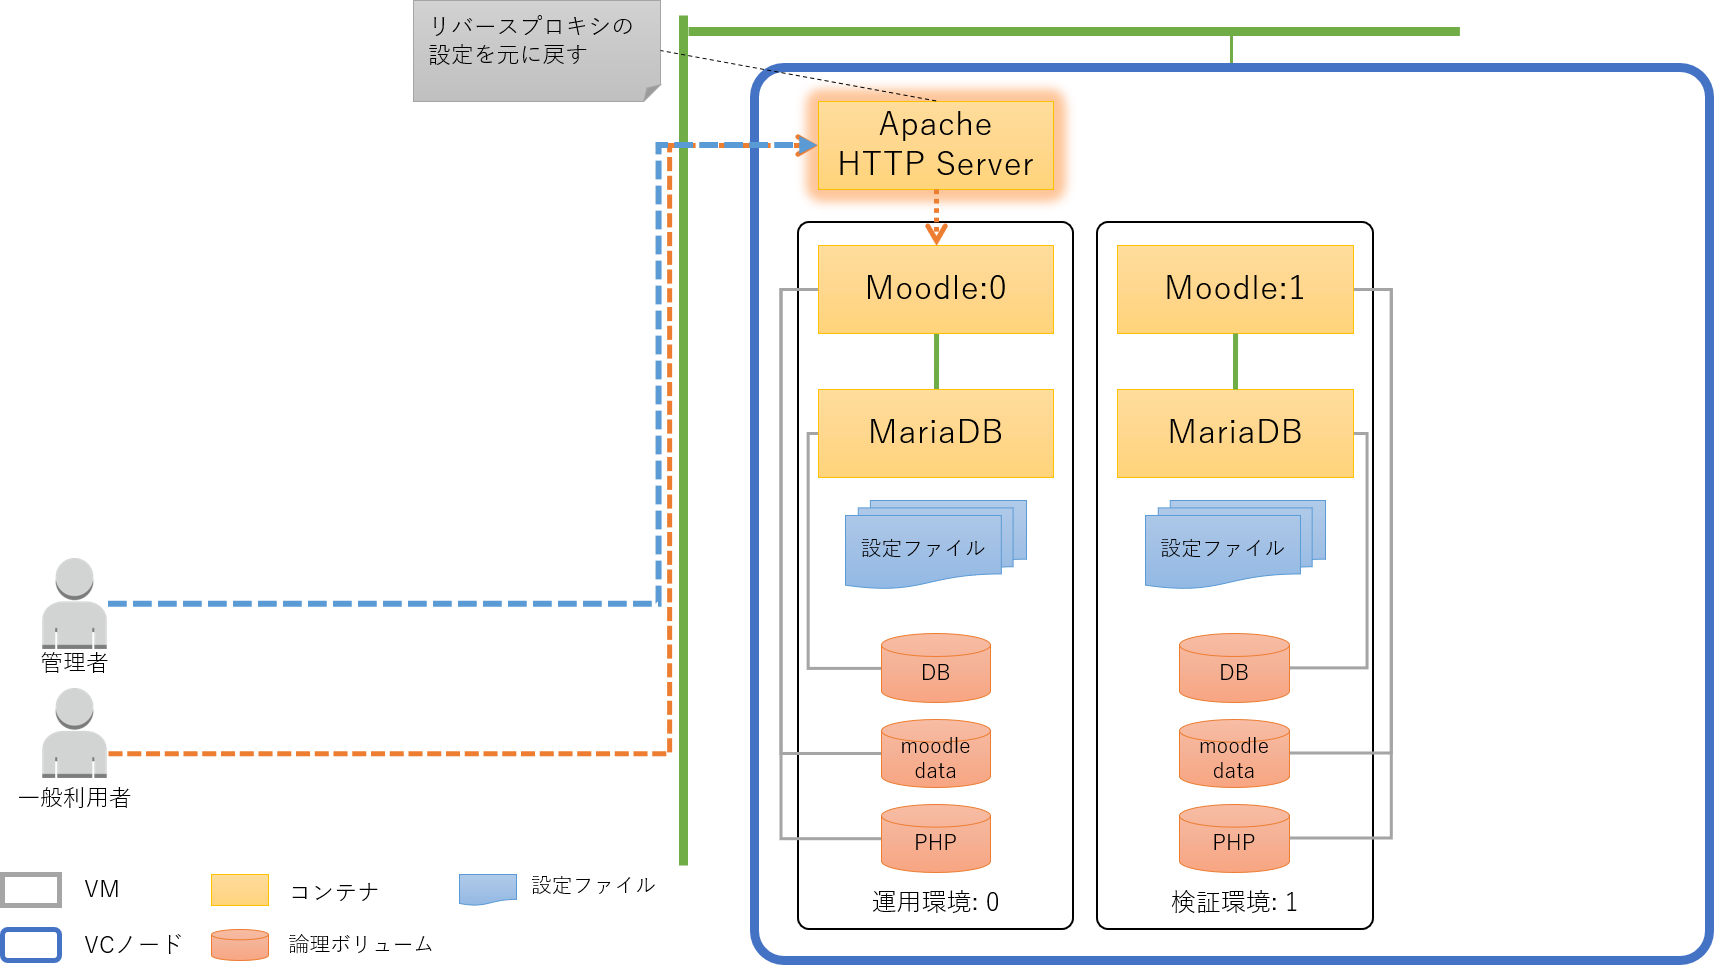 リバースプロキシの
設定を元に戻す
Apache
HTTP Server
Moodle:0
Moodle:1
MariaDB
MariaDB
設定ファイル
設定ファイル
DB
DB
moodle
data
moodle
data
PHP
PHP
運用環境: 0
検証環境: 1
管理者
一般利用者
VM
コンテナ
設定ファイル
VCノード
論理ボリューム